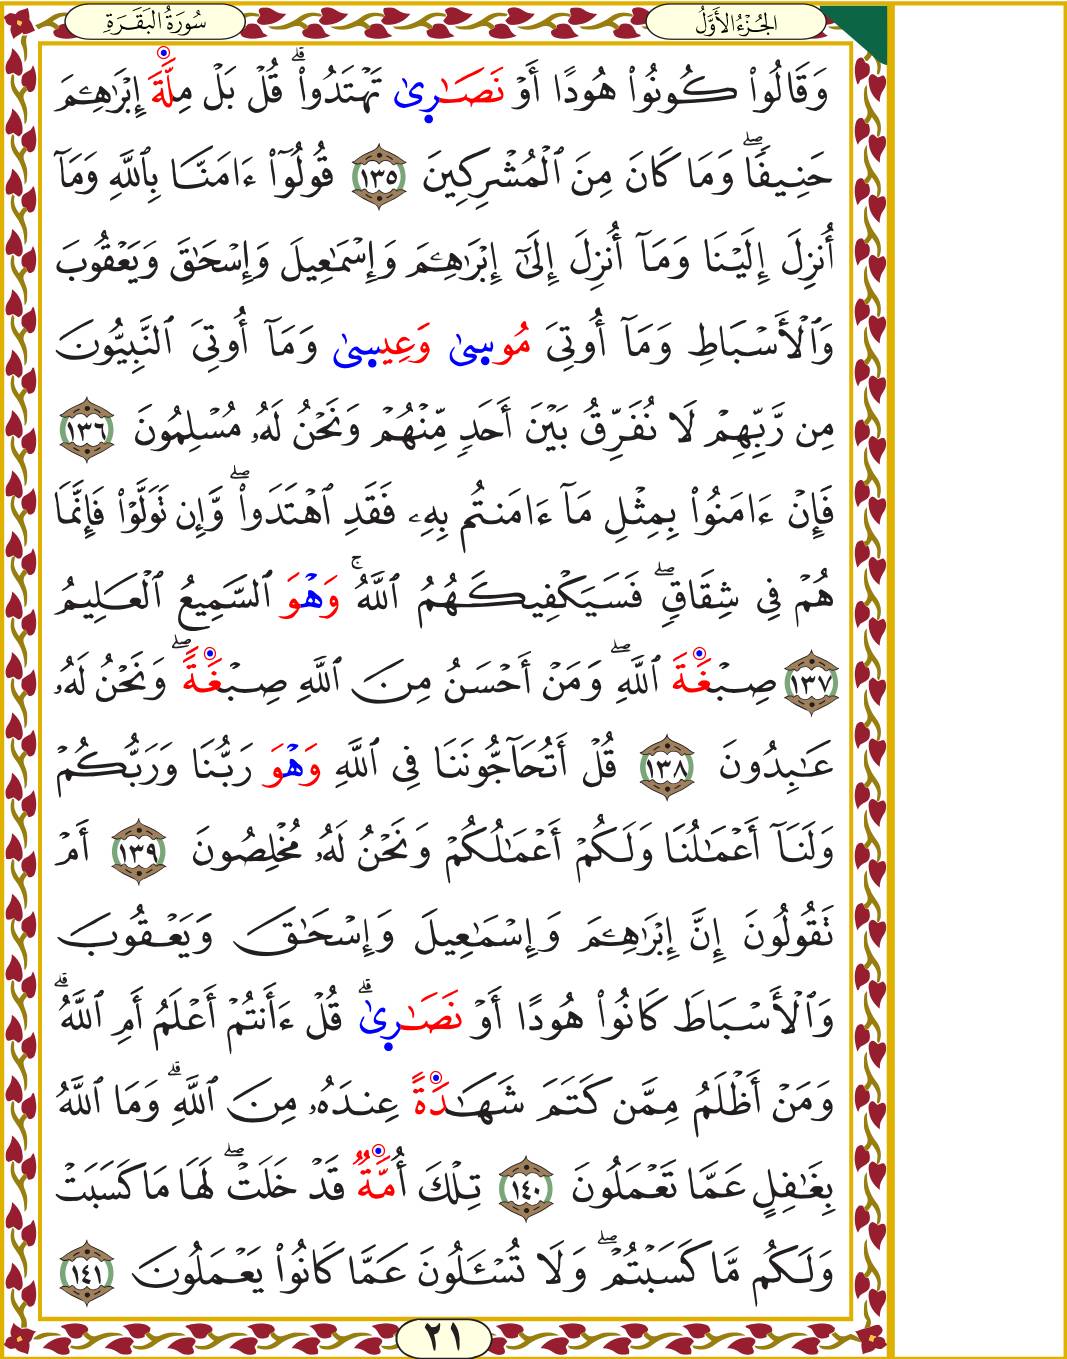 الجُزْءُ الأَوَّلُ
سُورَةُ البَقَرَةِ
وَقَالُوا۟ كُونُوا۟ هُودًا أَوْ نَصَـٰرٜىٰ تَهْتَدُوا۟ ۗ قُلْ بَلْ مِلَّةَ إِبْرَٰهِـۧمَ
حَنِيفًا ۖ وَمَا كَانَ مِنَ ٱلْمُشْرِكِينَ ١٣٥ قُولُوٓا۟ ءَامَنَّا بِٱللَّهِ وَمَآ
أُنزِلَ إِلَيْنَا وَمَآ أُنزِلَ إِلَىٰٓ إِبْرَٰهِـۧمَ وَإِسْمَـٰعِيلَ وَإِسْحَـٰقَ وَيَعْقُوبَ
وَٱلْأَسْبَاطِ وَمَآ أُوتِىَ مُوسٜىٰ وَعِيسٜىٰ وَمَآ أُوتِىَ ٱلنَّبِيُّونَ
مِن رَّبِّهِمْ لَا نُفَرِّقُ بَيْنَ أَحَدٍ مِّنْهُمْ وَنَحْنُ لَهُۥ مُسْلِمُونَ ١٣٦
فَإِنْ ءَامَنُوا۟ بِمِثْلِ مَآ ءَامَنتُم بِهِۦ فَقَدِ ٱهْتَدَوا۟ ۖ وَّإِن تَوَلَّوْا۟ فَإِنَّمَا
هُمْ فِى شِقَاقٍ ۖ فَسَيَكْفِيكَهُمُ ٱللَّهُ ۚ وَهْوَ ٱلسَّمِيعُ ٱلْعَلِيمُ
١٣٧ صِبْغَةَ ٱللَّهِ ۖ وَمَنْ أَحْسَنُ مِنَ ٱللَّهِ صِبْغَةً ۖ وَنَحْنُ لَهُۥ
عَـٰبِدُونَ ١٣٨ قُلْ أَتُحَآجُّونَنَا فِى ٱللَّهِ وَهْوَ رَبُّنَا وَرَبُّكُمْ
وَلَنَآ أَعْمَـٰلُنَا وَلَكُمْ أَعْمَـٰلُكُمْ وَنَحْنُ لَهُۥ مُخْلِصُونَ ١٣٩ أَمْ
تَقُولُونَ إِنَّ إِبْرَٰهِـۧمَ وَإِسْمَـٰعِيلَ وَإِسْحَـٰقَ وَيَعْقُوبَ
وَٱلْأَسْبَاطَ كَانُوا۟ هُودًا أَوْ نَصَـٰرٜىٰ ۗ قُلْ ءَأَنتُمْ أَعْلَمُ أَمِ ٱللَّهُ ۗ
وَمَنْ أَظْلَمُ مِمَّن كَتَمَ شَهَـٰدَةً عِندَهُۥ مِنَ ٱللَّهِ ۗ وَمَا ٱللَّهُ
بِغَـٰفِلٍ عَمَّا تَعْمَلُونَ ١٤٠ تِلْكَ أُمَّةٌ قَدْ خَلَتْ ۖ لَهَا مَا كَسَبَتْ
وَلَكُم مَّا كَسَبْتُمْ ۖ وَلَا تُسْـَٔلُونَ عَمَّا كَانُوا۟ يَعْمَلُونَ ١٤١
٢١